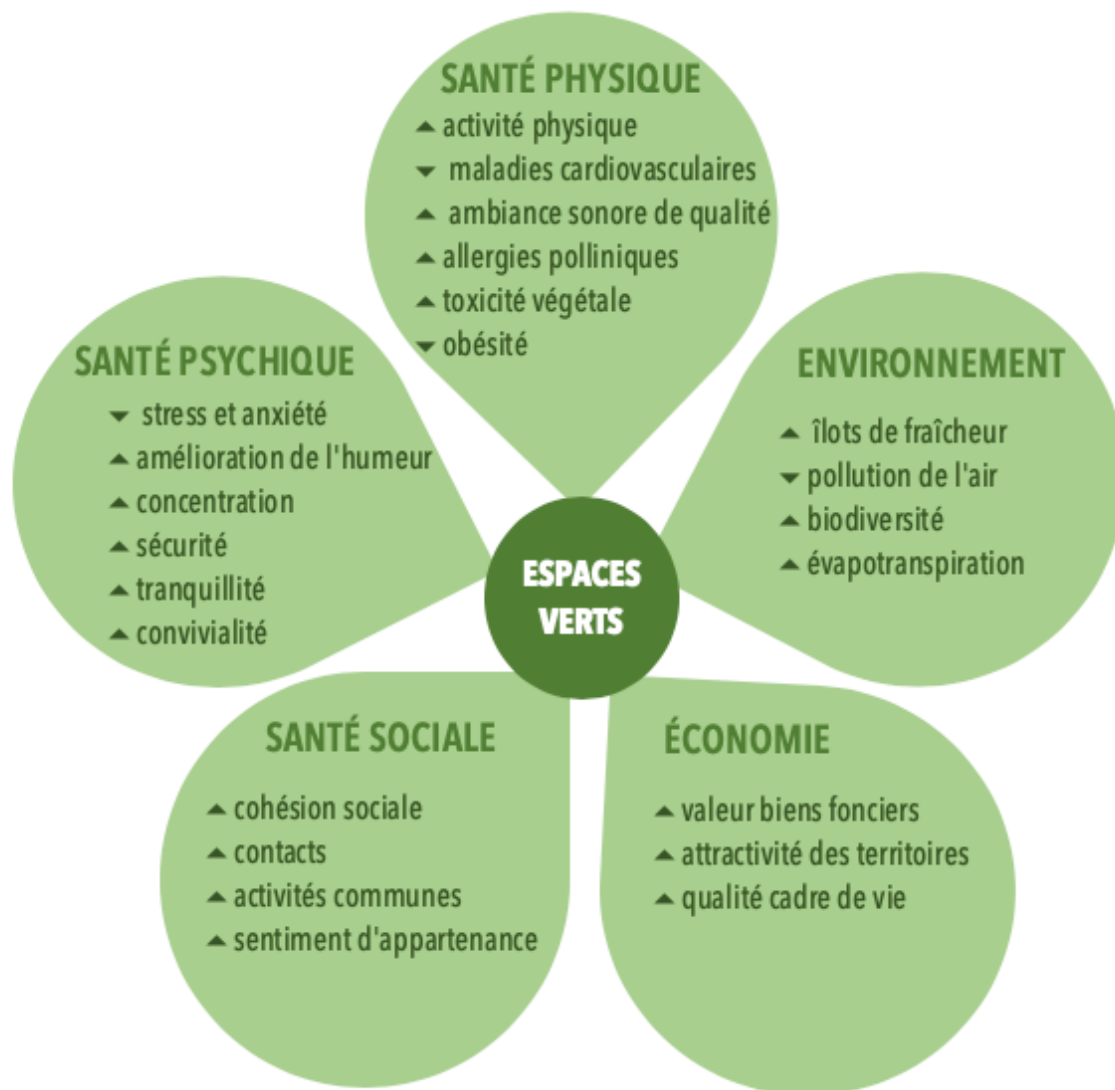 SANTÉ PHYSIQUE
▲ activité physique
▼ maladies cardiovasculaires
▲ ambiance sonore de qualité
▲ allergies polliniques
▲ toxicité végétale
▼ obésité
SANTÉ PSYCHIQUE
▼ stress et anxiété
▲ amélioration de l'humeur
▲ concentration
▲ sécurité
▲ tranquillité
▲ convivialité
ENVIRONNEMENT
▲ îlots de fraîcheur
▼ pollution de l'air
▲ biodiversité
▲ évapotranspiration
ESPACES
VERTS
SANTÉ SOCIALE
▲ cohésion sociale
▲ contacts
▲ activités communes
▲ sentiment d'appartenance
ÉCONOMIE
▲ valeur biens fonciers
▲ attractivité des territoires
▲ qualité cadre de vie